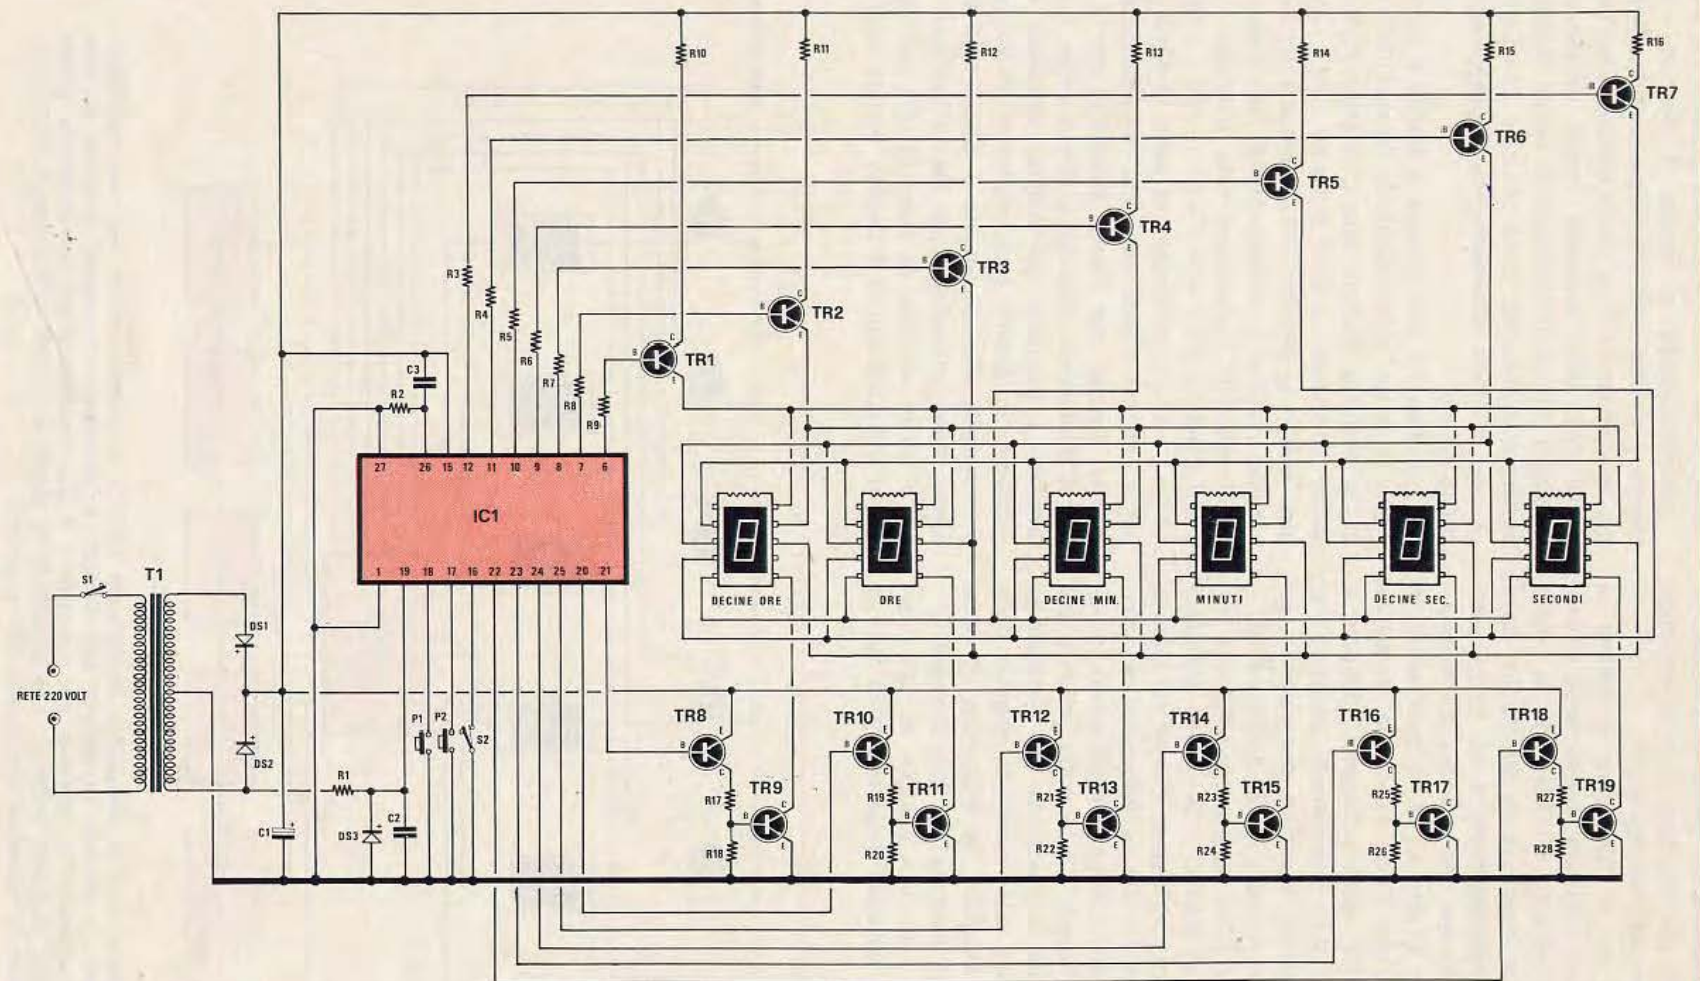 R10 R11 R12 R13 R14 R15 R16
C B E TR7
C B E TR6
C B E TR5
C B E TR4
C B E TR3
C B E TR2
C B E TR1
R3
R4
R5
R6
R7
R8
R9
C3
R2
27 26 15 12 11 10 9 8 7 6
IC1
1 19 18 17 16 22 23 24 25 20 21
DECINE ORE
ORE
DECINE MIN.
MINUTI
DECINE SEC.
SECONDI
S1
T1
RETE 220 VOLT
DS1
+
DS2
+
R1
C1
+
DS3
+
C2
P1 P2 S2
TR8 TR10 TR12 TR14 TR16 TR18
B E C B E C B E C B E C B E C B E C
R17 TR9 R19 TR11 R21 TR13 R23 TR15 R25 TR17 R27 TR19
B C E B C E B C E B C E B C E B C E
R18 R20 R22 R24 R26 R28